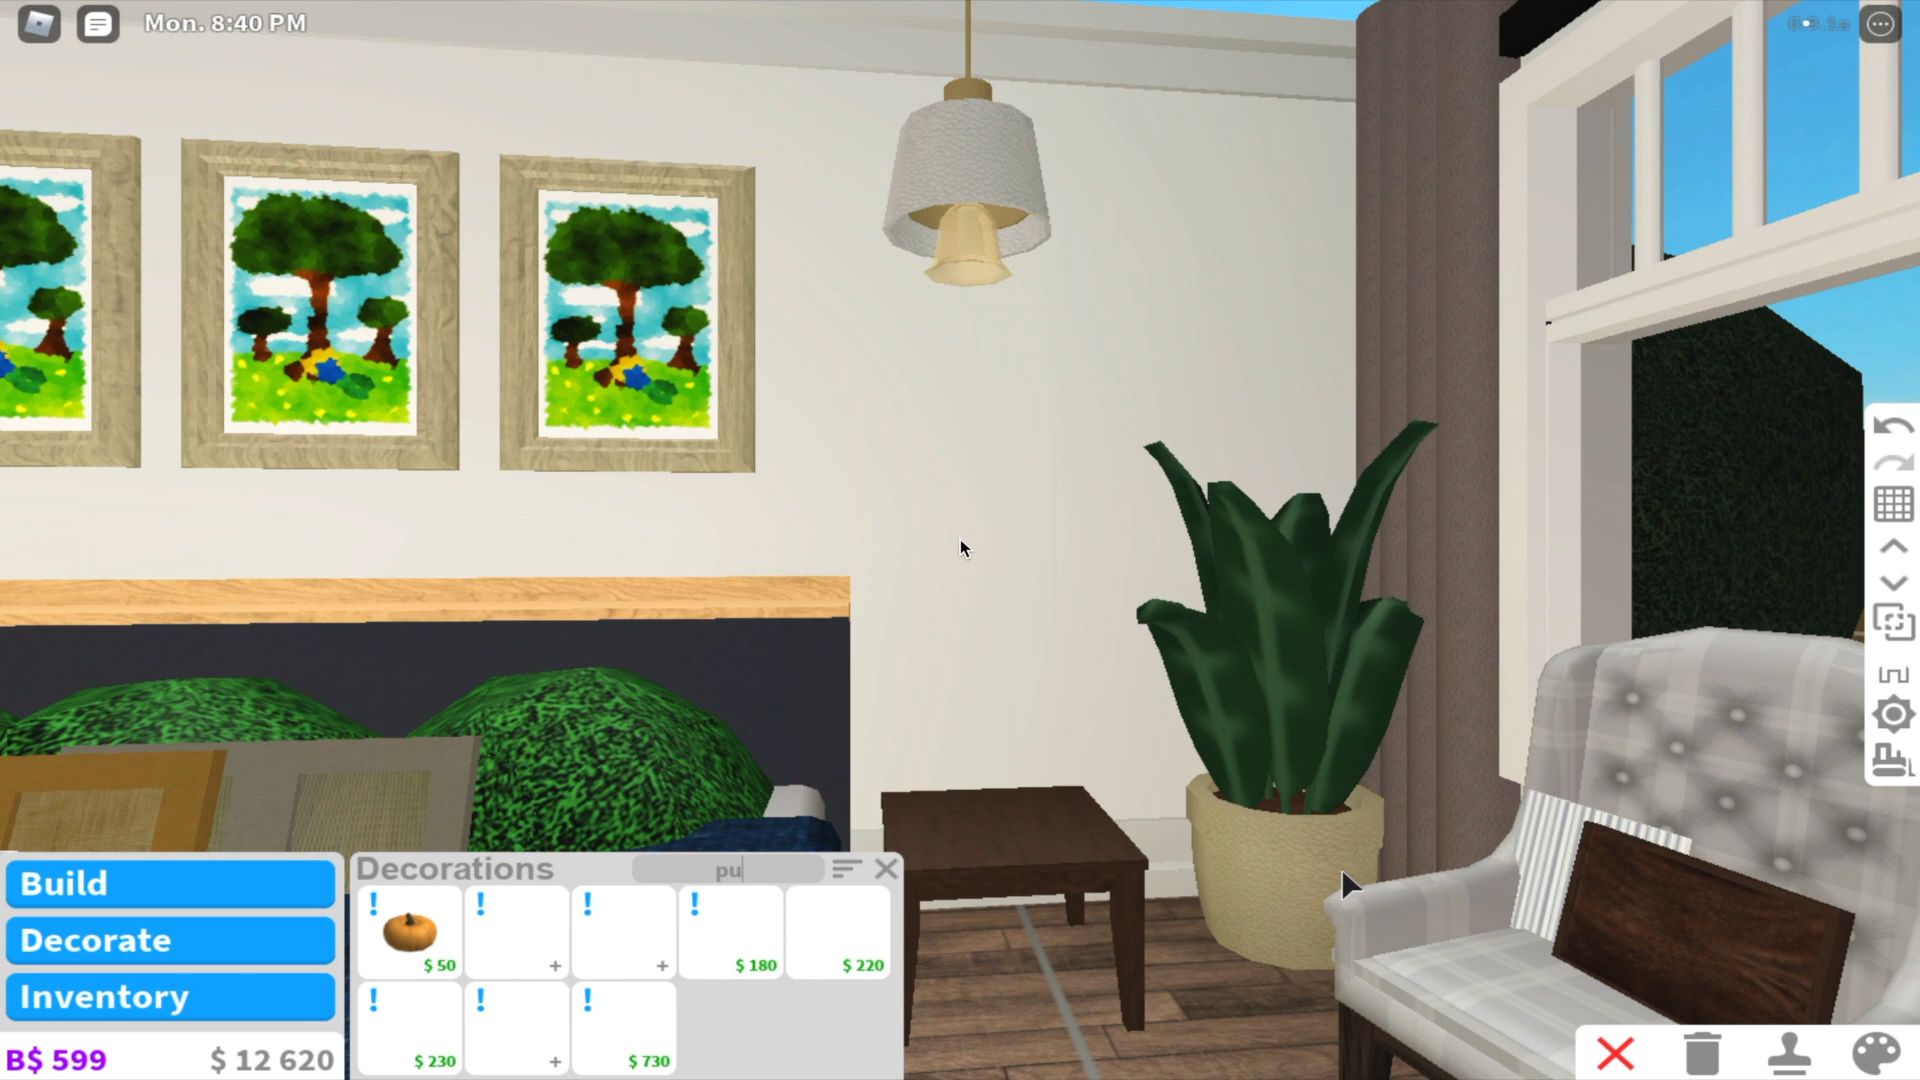 Mon. 8:40 PM
Build
Decorate
Inventory
B$ 599
$ 12 620
Decorations
pu
! $ 50
! +
! +
! $ 180
$ 220
! $ 230
! +
! $ 730